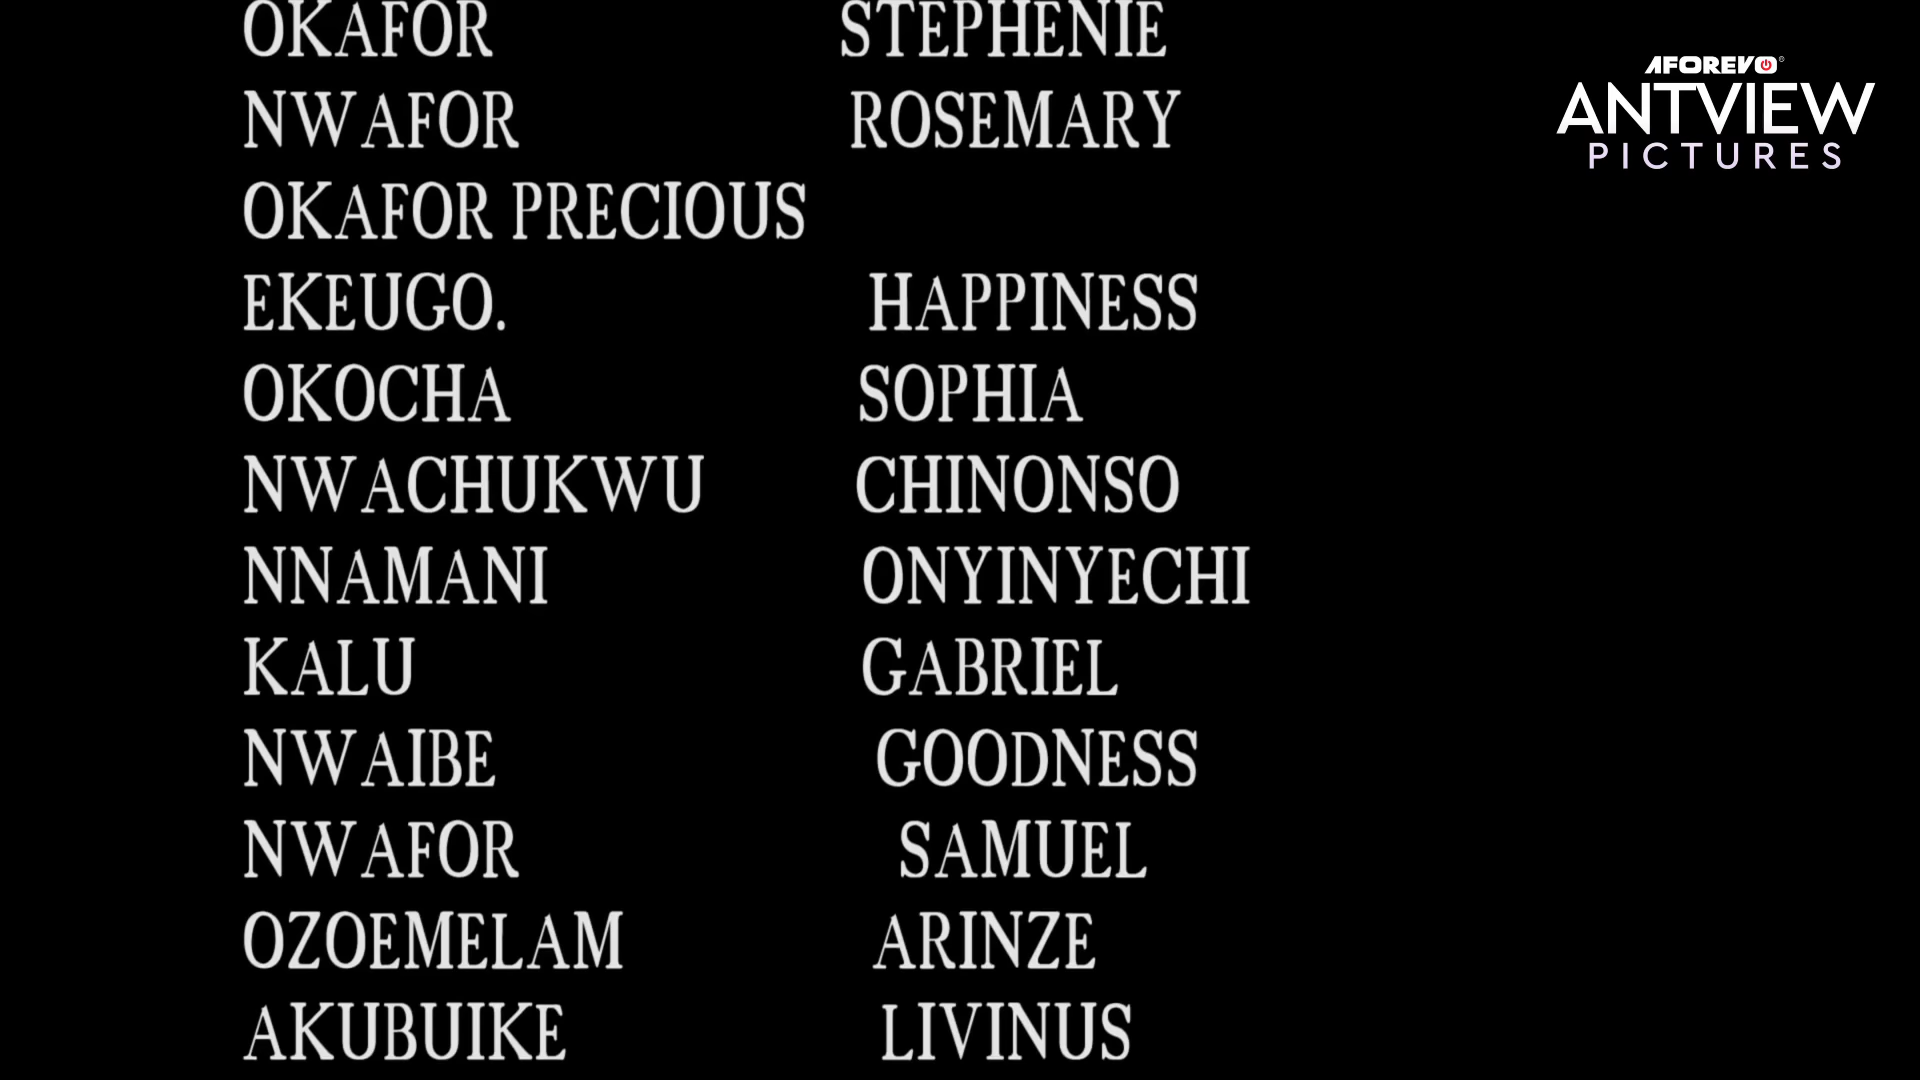 OKAFOR STEPHENIE
NWAFOR ROSEMARY
OKAFOR PRECIOUS
EKEUGO. HAPPINESS
OKOCHA SOPHIA
NWACHUKWU CHINONSO
NNAMANI ONYINYECHI
KALU GABRIEL
NWAIBE GOODNESS
NWAFOR SAMUEL
OZOEMELAM ARINZE
AKUBUIKE LIVINUS
AFOREVO®
ANTVIEW
PICTURES